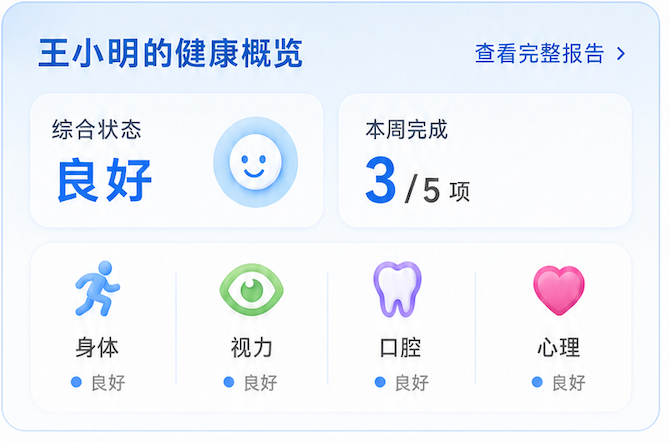 王小明的健康概览
查看完整报告 >
综合状态
良好
本周完成
3/5 项
身体
视力
口腔
心理
良好
良好
良好
良好